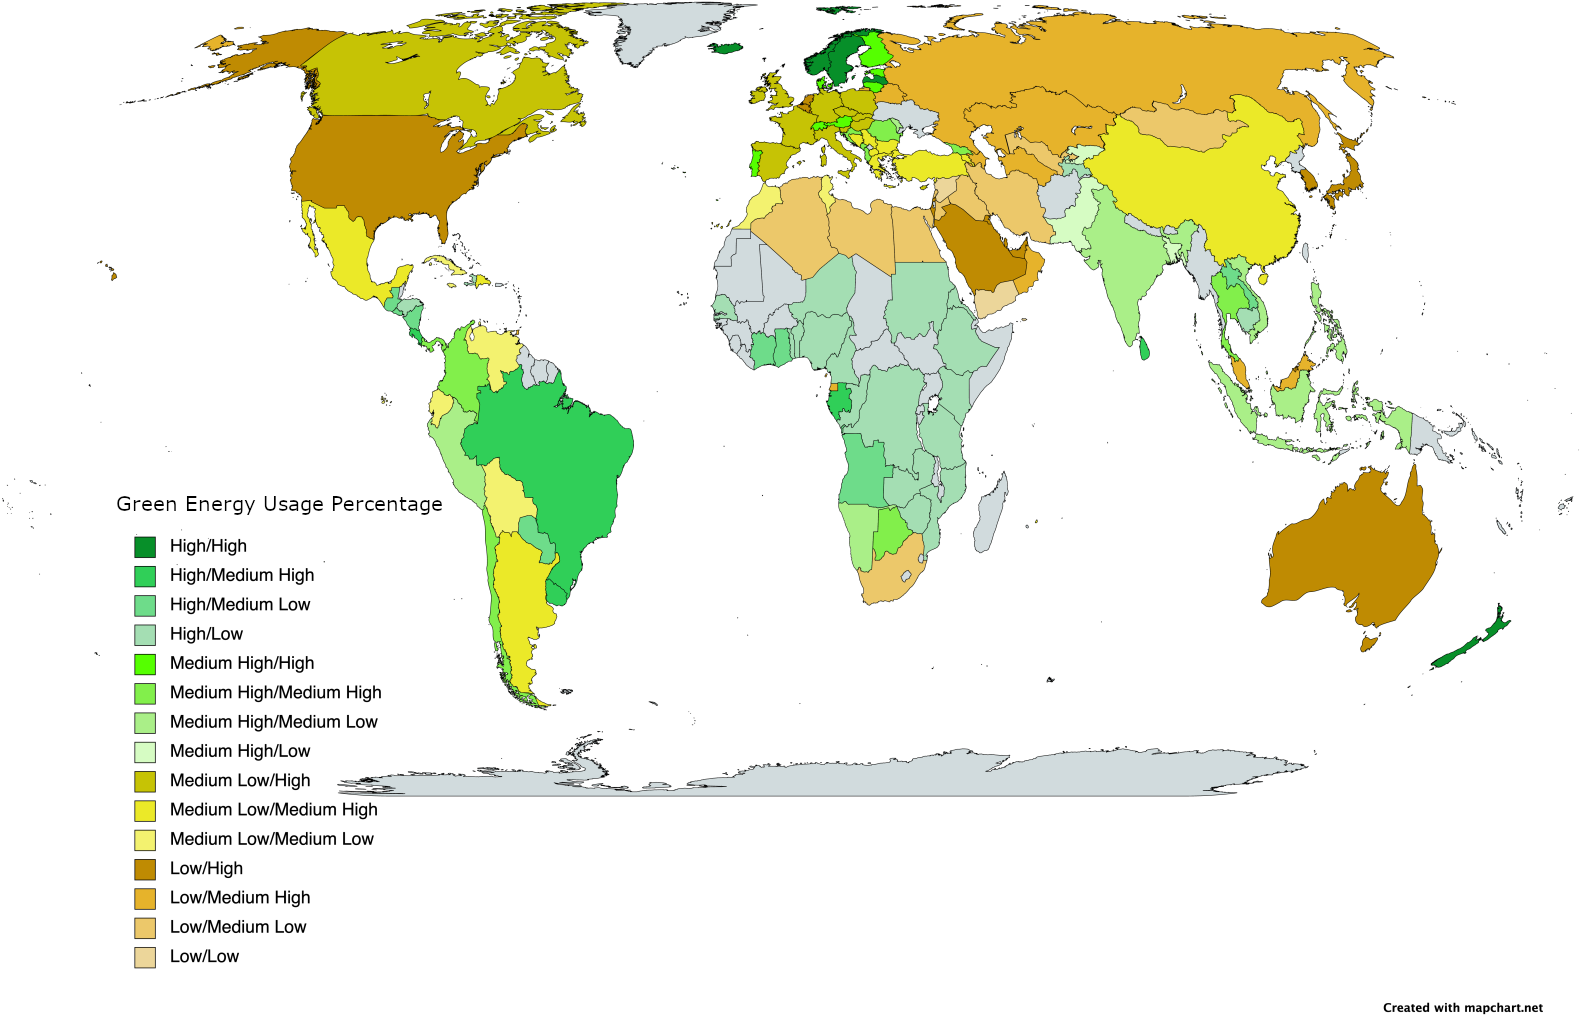 Green Energy Usage Percentage
High/High
High/Medium High
High/Medium Low
High/Low
Medium High/High
Medium High/Medium High
Medium High/Medium Low
Medium High/Low
Medium Low/High
Medium Low/Medium High
Medium Low/Medium Low
Low/High
Low/Medium High
Low/Medium Low
Low/Low
Created with mapchart.net